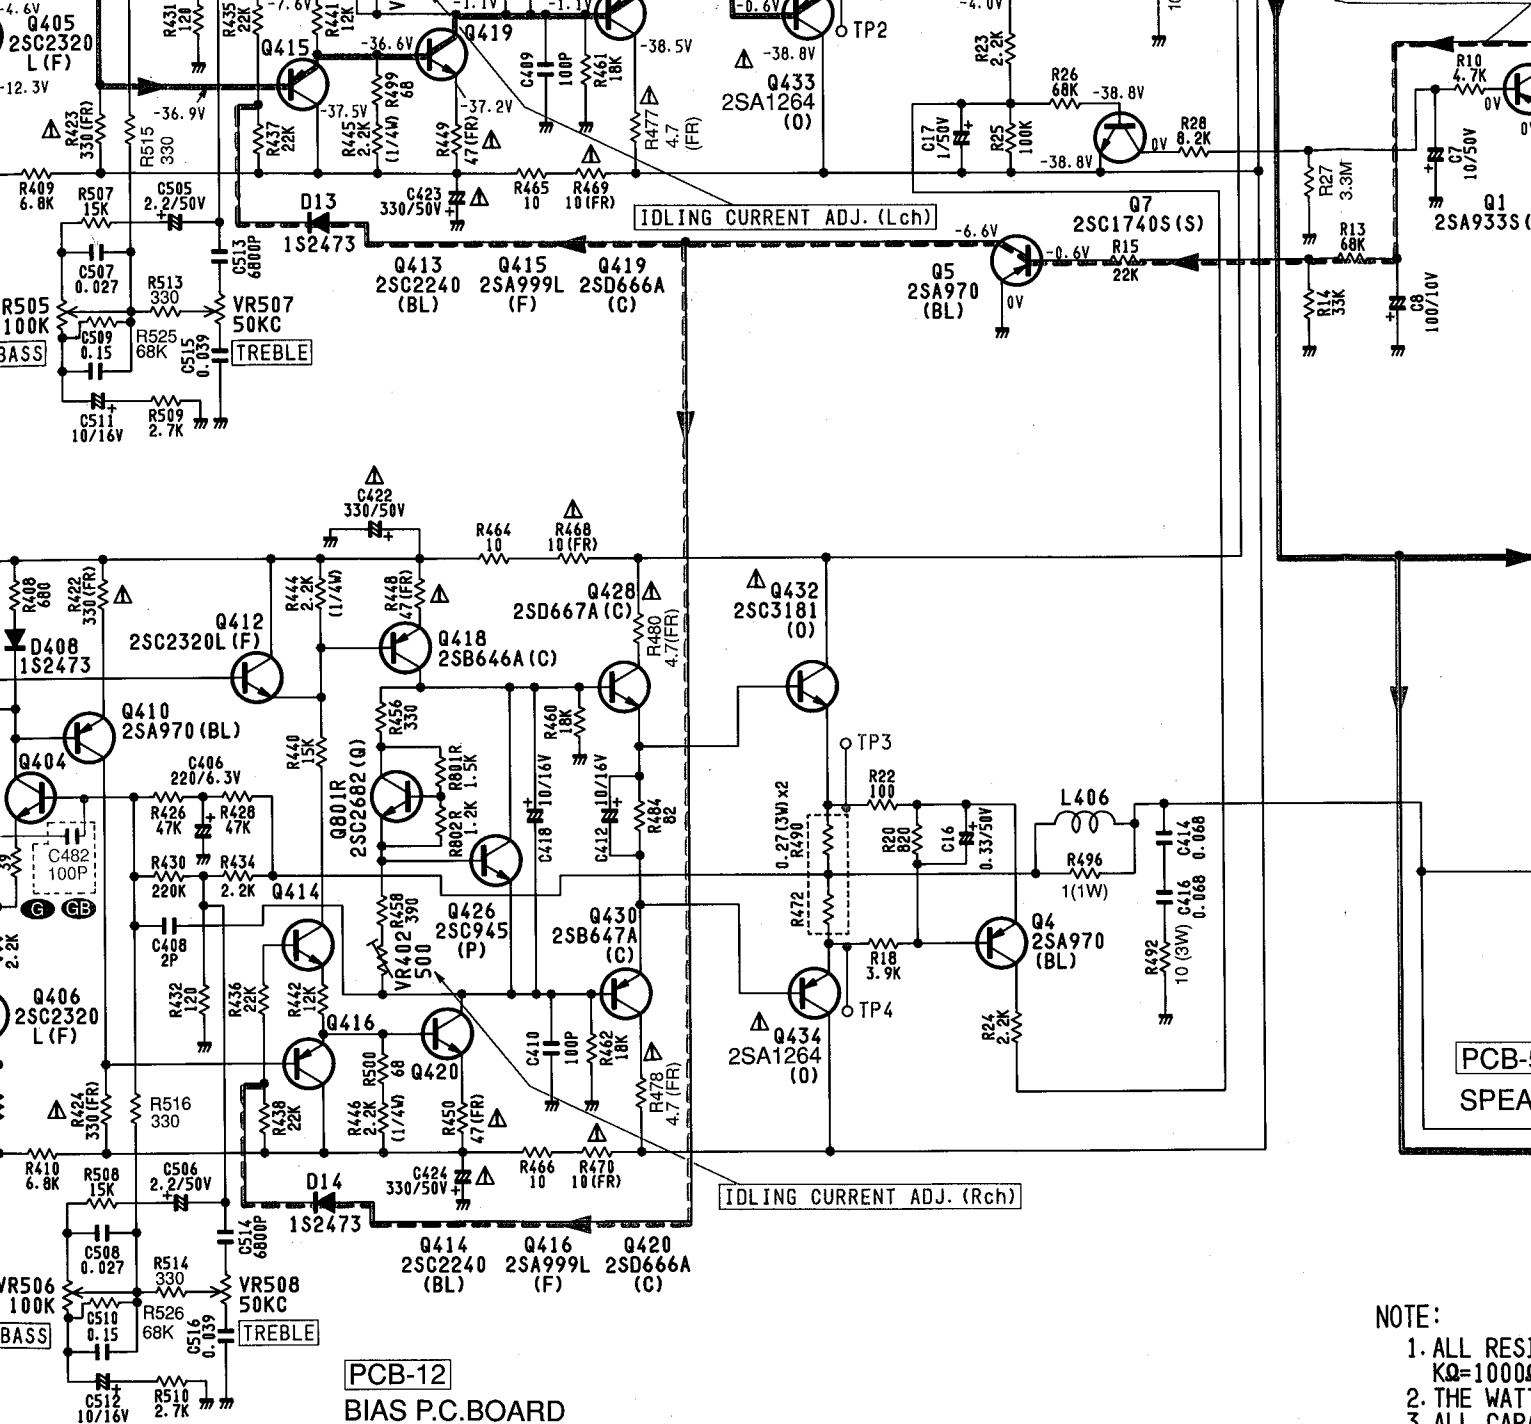 -4.6V
Q405
2SC2320
L(F)
-12.3V
R431
120
-7.6V
R435
22K
R441
12K
Q415
-36.6V
-1.1V
-1.1V
Q419
-36.9V
-37.5V
-37.2V
R499
68
R423
330(FR)
R515
330
R437
22K
R445
2.2K
(1/4W)
R449
47(FR)
C409
100P
R461
18K
-38.5V
R477
4.7
(FR)
-0.6V
TP2
-38.8V
Q433
2SA1264
(O)
-4.0V
R23
2.2K
R26
68K
-38.8V
C17
1/50V
R25
100K
-38.8V
0V
R28
8.2K
R10
4.7K
0V
C7
10/50V
R27
3.3M
Q1
2SA933S(
Q7
2SC1740S(S)
R409
6.8K
R507
15K
C505
2.2/50V
D13
1S2473
C423
330/50V
R465
10
R469
10(FR)
IDLING CURRENT ADJ. (Lch)
-6.6V
-0.6V
R15
22K
R13
68K
Q5
2SA970
(BL)
0V
R14
33K
C8
100/10V
C507
0.027
C513
6800P
R513
330
R505
100K
VR507
50KC
C509
0.15
R525
68K
C515
0.039
BASS
TREBLE
C511
10/16V
R509
2.7K
Q413
2SC2240
(BL)
Q415
2SA999L
(F)
Q419
2SD666A
(C)
C422
330/50V
R464
10
R468
10(FR)
R408
680
R422
330(FR)
R444
2.2K
(1/4W)
R448
47(FR)
Q428
2SD667A(C)
R480
4.7(FR)
Q432
2SC3181
(O)
Q412
2SC2320L(F)
D408
1S2473
Q418
2SB646A(C)
Q410
2SA970(BL)
Q404
C406
220/6.3V
R426
47K
R428
47K
R440
15K
R456
330
Q801R
2SC2682(Q)
R801R
1.5K
R802R
1.2K
R460
18K
C418
10/16V
C412
10/16V
R484
82
TP3
R22
100
0.27(3W)x2
R490
R472
R20
820
C16
0.33/50V
L406
R496
1(1W)
C414
0.068
C416
0.068
R492
10 (3W)
C482
100P
G
GB
39
R430
220K
R434
2.2K
Q414
C408
2P
R458
390
VR402
500
Q426
2SC945
(P)
Q430
2SB647A
(C)
R18
3.9K
Q4
2SA970
(BL)
2.2K
Q406
2SC2320
L(F)
R432
120
R436
22K
R442
12K
Q416
Q420
C410
100P
R462
18K
TP4
Q434
2SA1264
(O)
R24
2.2K
R424
330(FR)
R516
330
R438
22K
R500
68
R446
2.2K
(1/4W)
R450
47(FR)
R478
4.7(FR)
PCB-5
SPEA
R410
6.8K
R508
15K
C506
2.2/50V
D14
1S2473
C424
330/50V
R466
10
R470
10(FR)
IDLING CURRENT ADJ. (Rch)
C508
0.027
C514
6800P
R514
330
VR506
100K
VR508
50KC
C510
0.15
R526
68K
C516
0.039
BASS
TREBLE
C512
10/16V
R510
2.7K
Q414
2SC2240
(BL)
Q416
2SA999L
(F)
Q420
2SD666A
(C)
PCB-12
BIAS P.C.BOARD
NOTE:
1. ALL RESI
KΩ=1000Ω
2. THE WATT